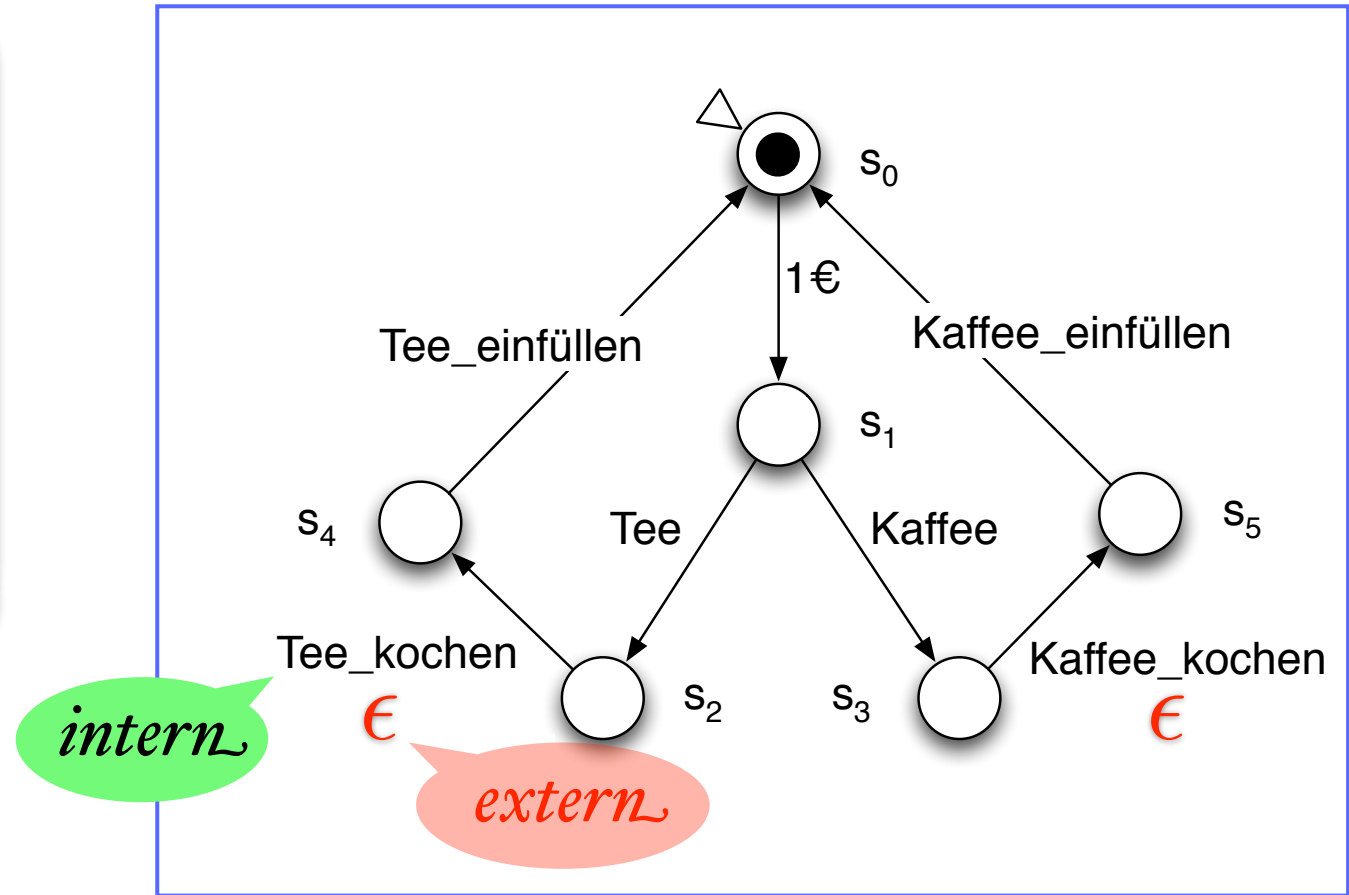 s₀
1€
Tee_einfüllen
Kaffee_einfüllen
s₁
s₄
Tee
Kaffee
s₅
Tee_kochen
Kaffee_kochen
s₂
s₃
ϵ
ϵ
intern
extern